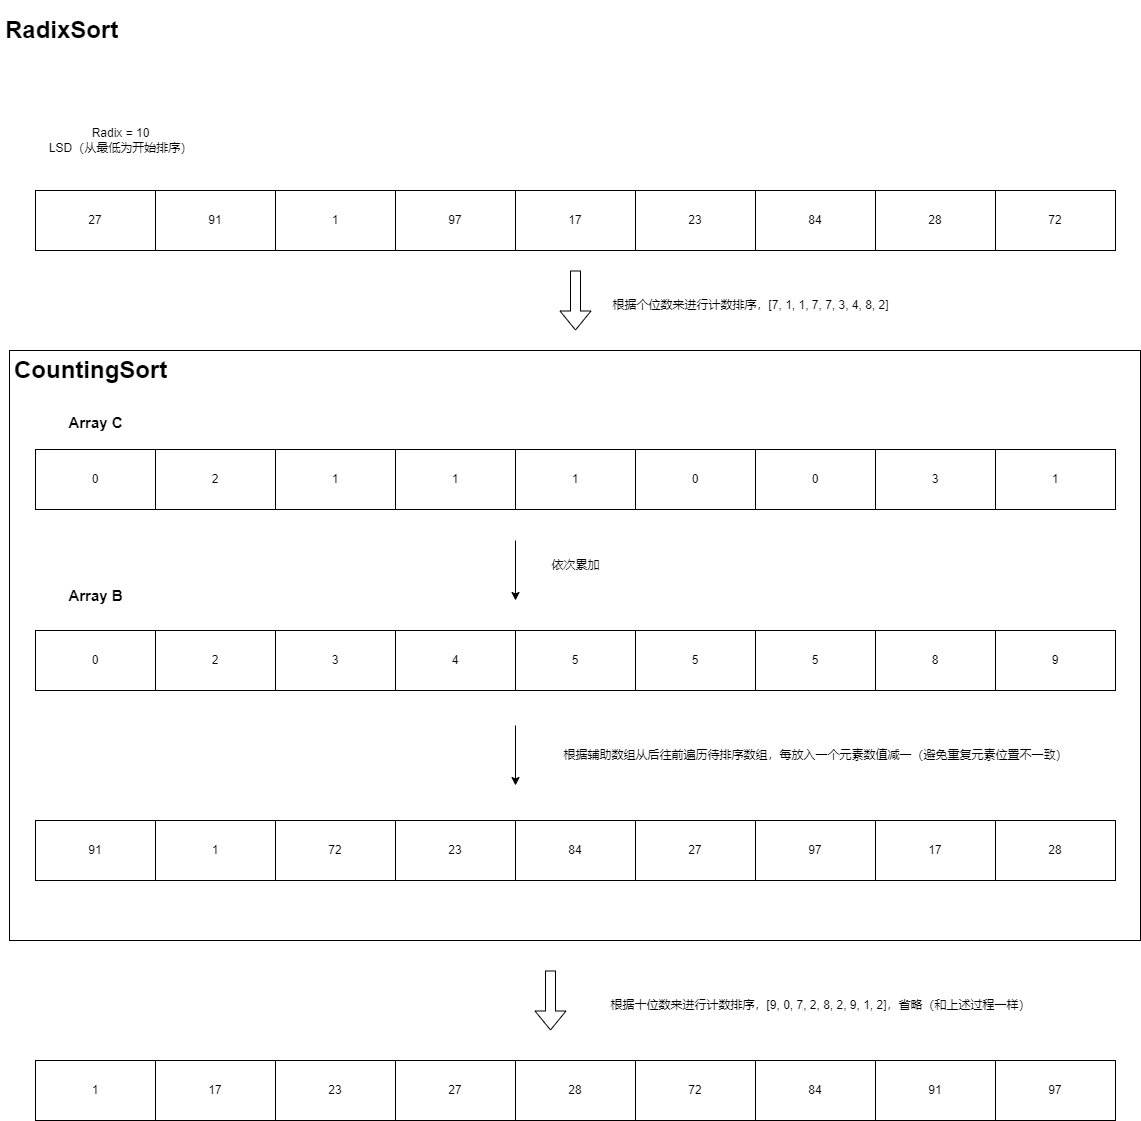 RadixSort
Radix = 10
LSD（从最低为开始排序）
27 91 1 97 17 23 84 28 72
根据个位数来进行计数排序，[7, 1, 1, 7, 7, 3, 4, 8, 2]
CountingSort
Array C
0 2 1 1 1 0 0 3 1
依次累加
Array B
0 2 3 4 5 5 5 8 9
根据辅助数组从后往前遍历待排序数组，每放入一个元素数值减一（避免重复元素位置不一致）
91 1 72 23 84 27 97 17 28
根据十位数来进行计数排序，[9, 0, 7, 2, 8, 2, 9, 1, 2]，省略（和上述过程一样）
1 17 23 27 28 72 84 91 97